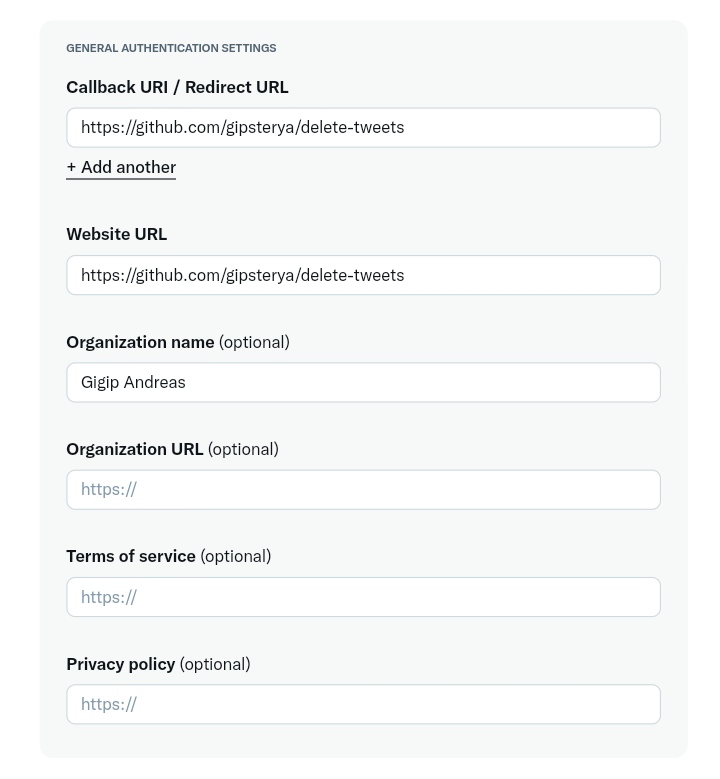 GENERAL AUTHENTICATION SETTINGS
Callback URI / Redirect URL
https://github.com/gipsterya/delete-tweets
+ Add another
Website URL
https://github.com/gipsterya/delete-tweets
Organization name (optional)
Gigip Andreas
Organization URL (optional)
https://
Terms of service (optional)
https://
Privacy policy (optional)
https://